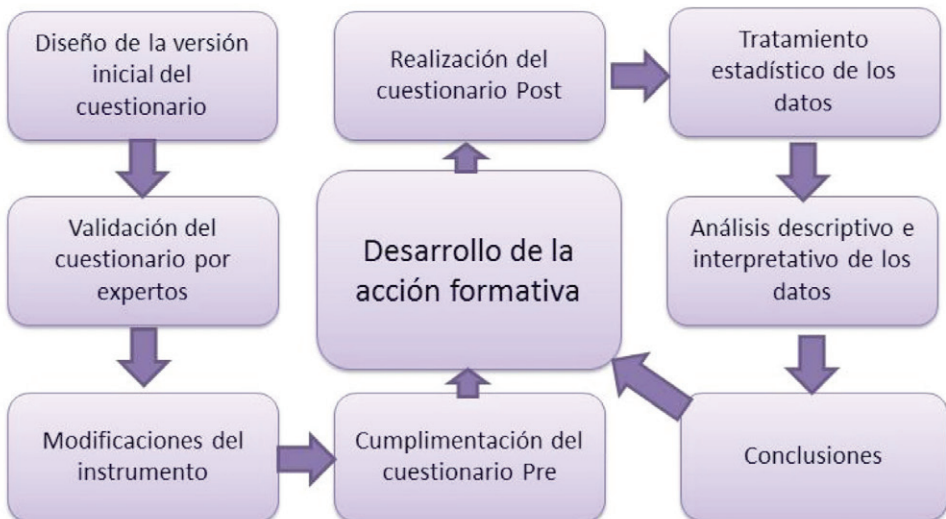 Diseño de la versión
inicial del
cuestionario
Validación del
cuestionario por
expertos
Modificaciones del
instrumento
Cumplimentación del
cuestionario Pre
Desarrollo de la
acción formativa
Realización del
cuestionario Post
Tratamiento
estadístico de los
datos
Análisis descriptivo e
interpretativo de los
datos
Conclusiones